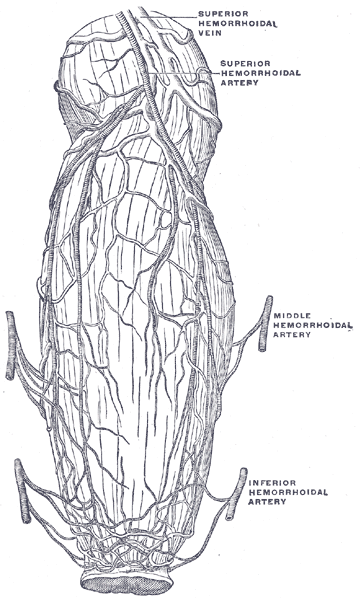 SUPERIOR
HEMORRHOIDAL
VEIN
SUPERIOR
HEMORRHOIDAL
ARTERY
MIDDLE
HEMORRHOIDAL
ARTERY
INFERIOR
HEMORRHOIDAL
ARTERY